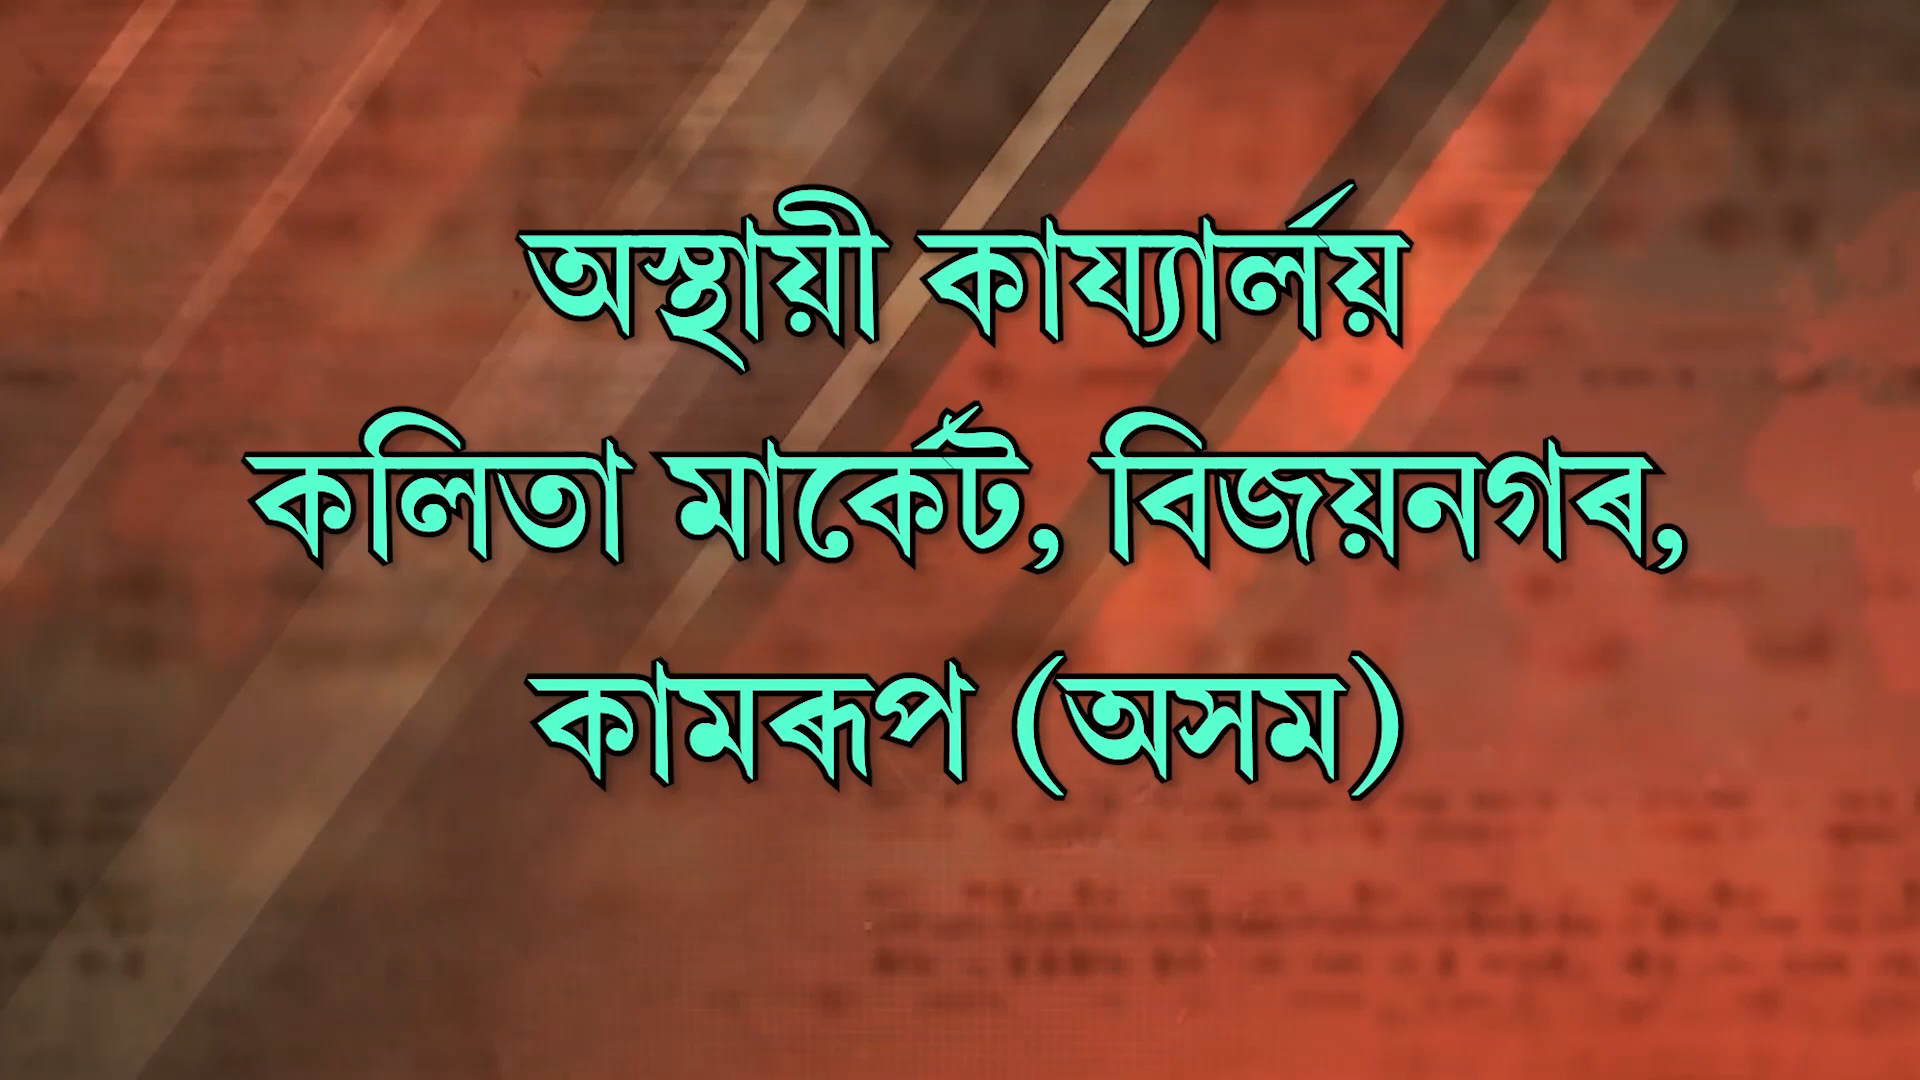 অস্থায়ী কায্যার্লয়
কলিতা মার্কেট, বিজয়নগৰ,
কামৰূপ (অসম)